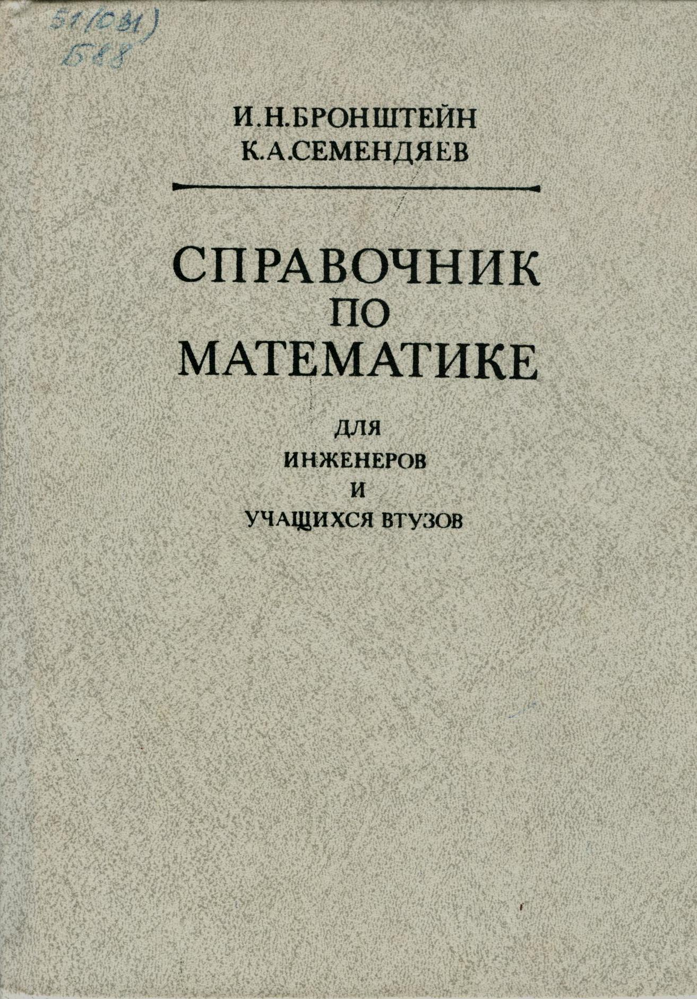 51/(031)
Б88
И.Н.БРОНШТЕЙН
К.А.СЕМЕНДЯЕВ
СПРАВОЧНИК
ПО
МАТЕМАТИКЕ
ДЛЯ
ИНЖЕНЕРОВ
И
УЧАЩИХСЯ ВТУЗОВ